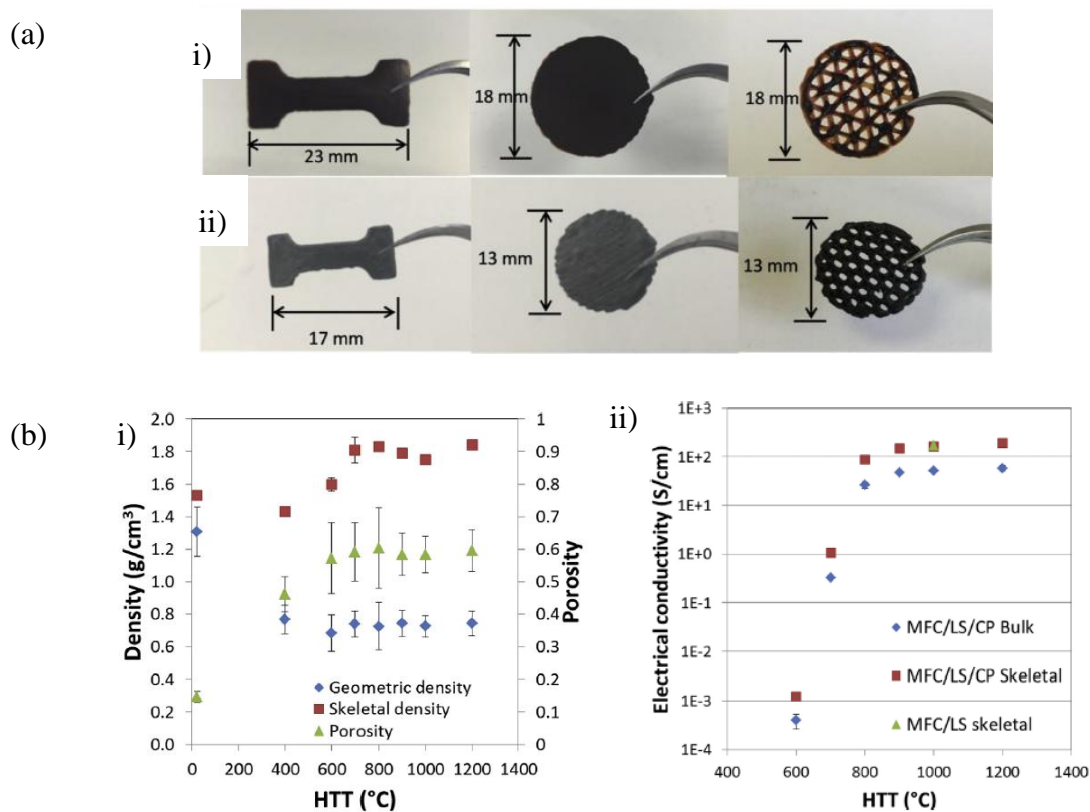 (a)
i)
23 mm
18 mm
18 mm
ii)
17 mm
13 mm
13 mm
(b)
i)
Density (g/cm³)
2.0
1.8
1.6
1.4
1.2
1.0
0.8
0.6
0.4
0.2
0.0
1
0.9
0.8
0.7
0.6
0.5
0.4
0.3
0.2
0.1
0
Porosity
Geometric density
Skeletal density
Porosity
0 200 400 600 800 1000 1200 1400
HTT (°C)
ii)
Electrical conductivity (S/cm)
1E+3
1E+2
1E+1
1E+0
1E-1
1E-2
1E-3
1E-4
MFC/LS/CP Bulk
MFC/LS/CP Skeletal
MFC/LS skeletal
400 600 800 1000 1200 1400
HTT (°C)